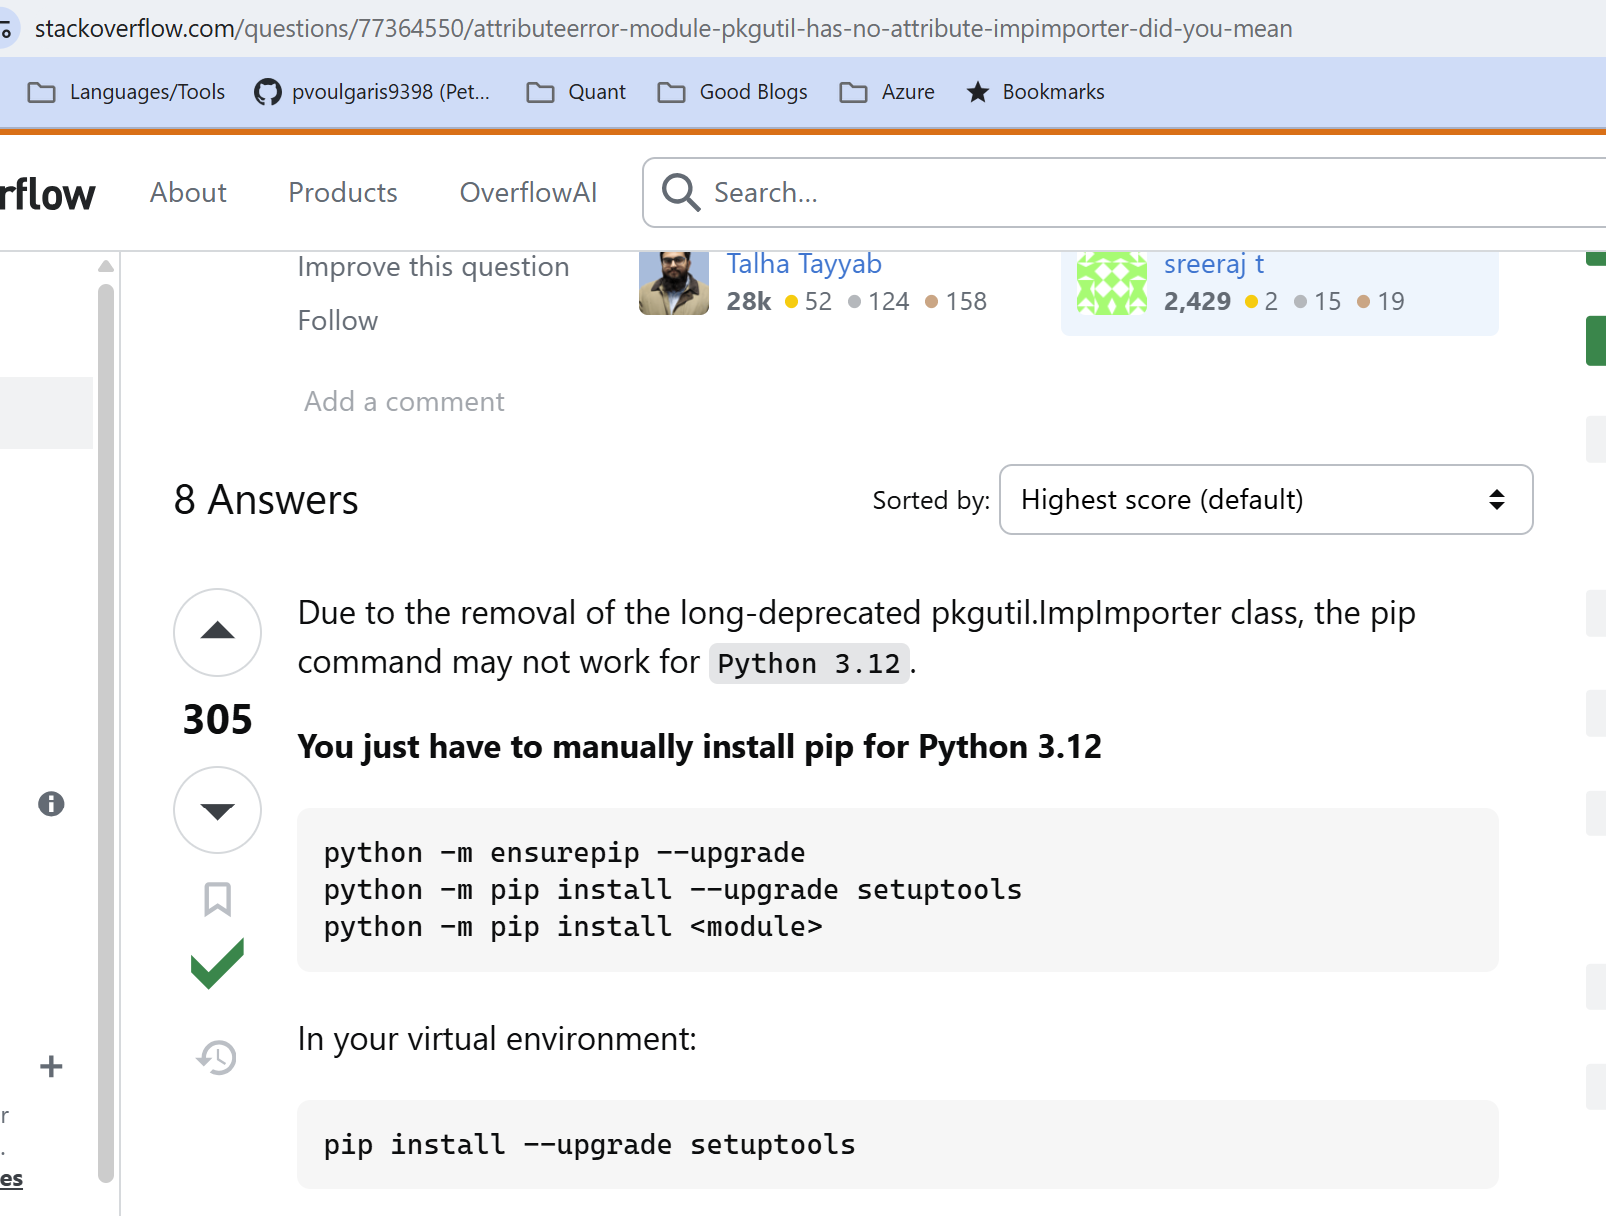 stackoverflow.com/questions/77364550/attributeerror-module-pkgutil-has-no-attribute-impimporter-did-you-mean
Languages/Tools pvoulgaris9398 (Pet... Quant Good Blogs Azure Bookmarks
rflow About Products OverflowAI Search...
Improve this question
Follow
Talha Tayyab
28k 52 124 158
sreeraj t
2,429 2 15 19
Add a comment
8 Answers
Sorted by: Highest score (default)
305
Due to the removal of the long-deprecated pkgutil.ImpImporter class, the pip
command may not work for Python 3.12.
You just have to manually install pip for Python 3.12
python -m ensurepip --upgrade
python -m pip install --upgrade setuptools
python -m pip install <module>
In your virtual environment:
pip install --upgrade setuptools
r
.
es